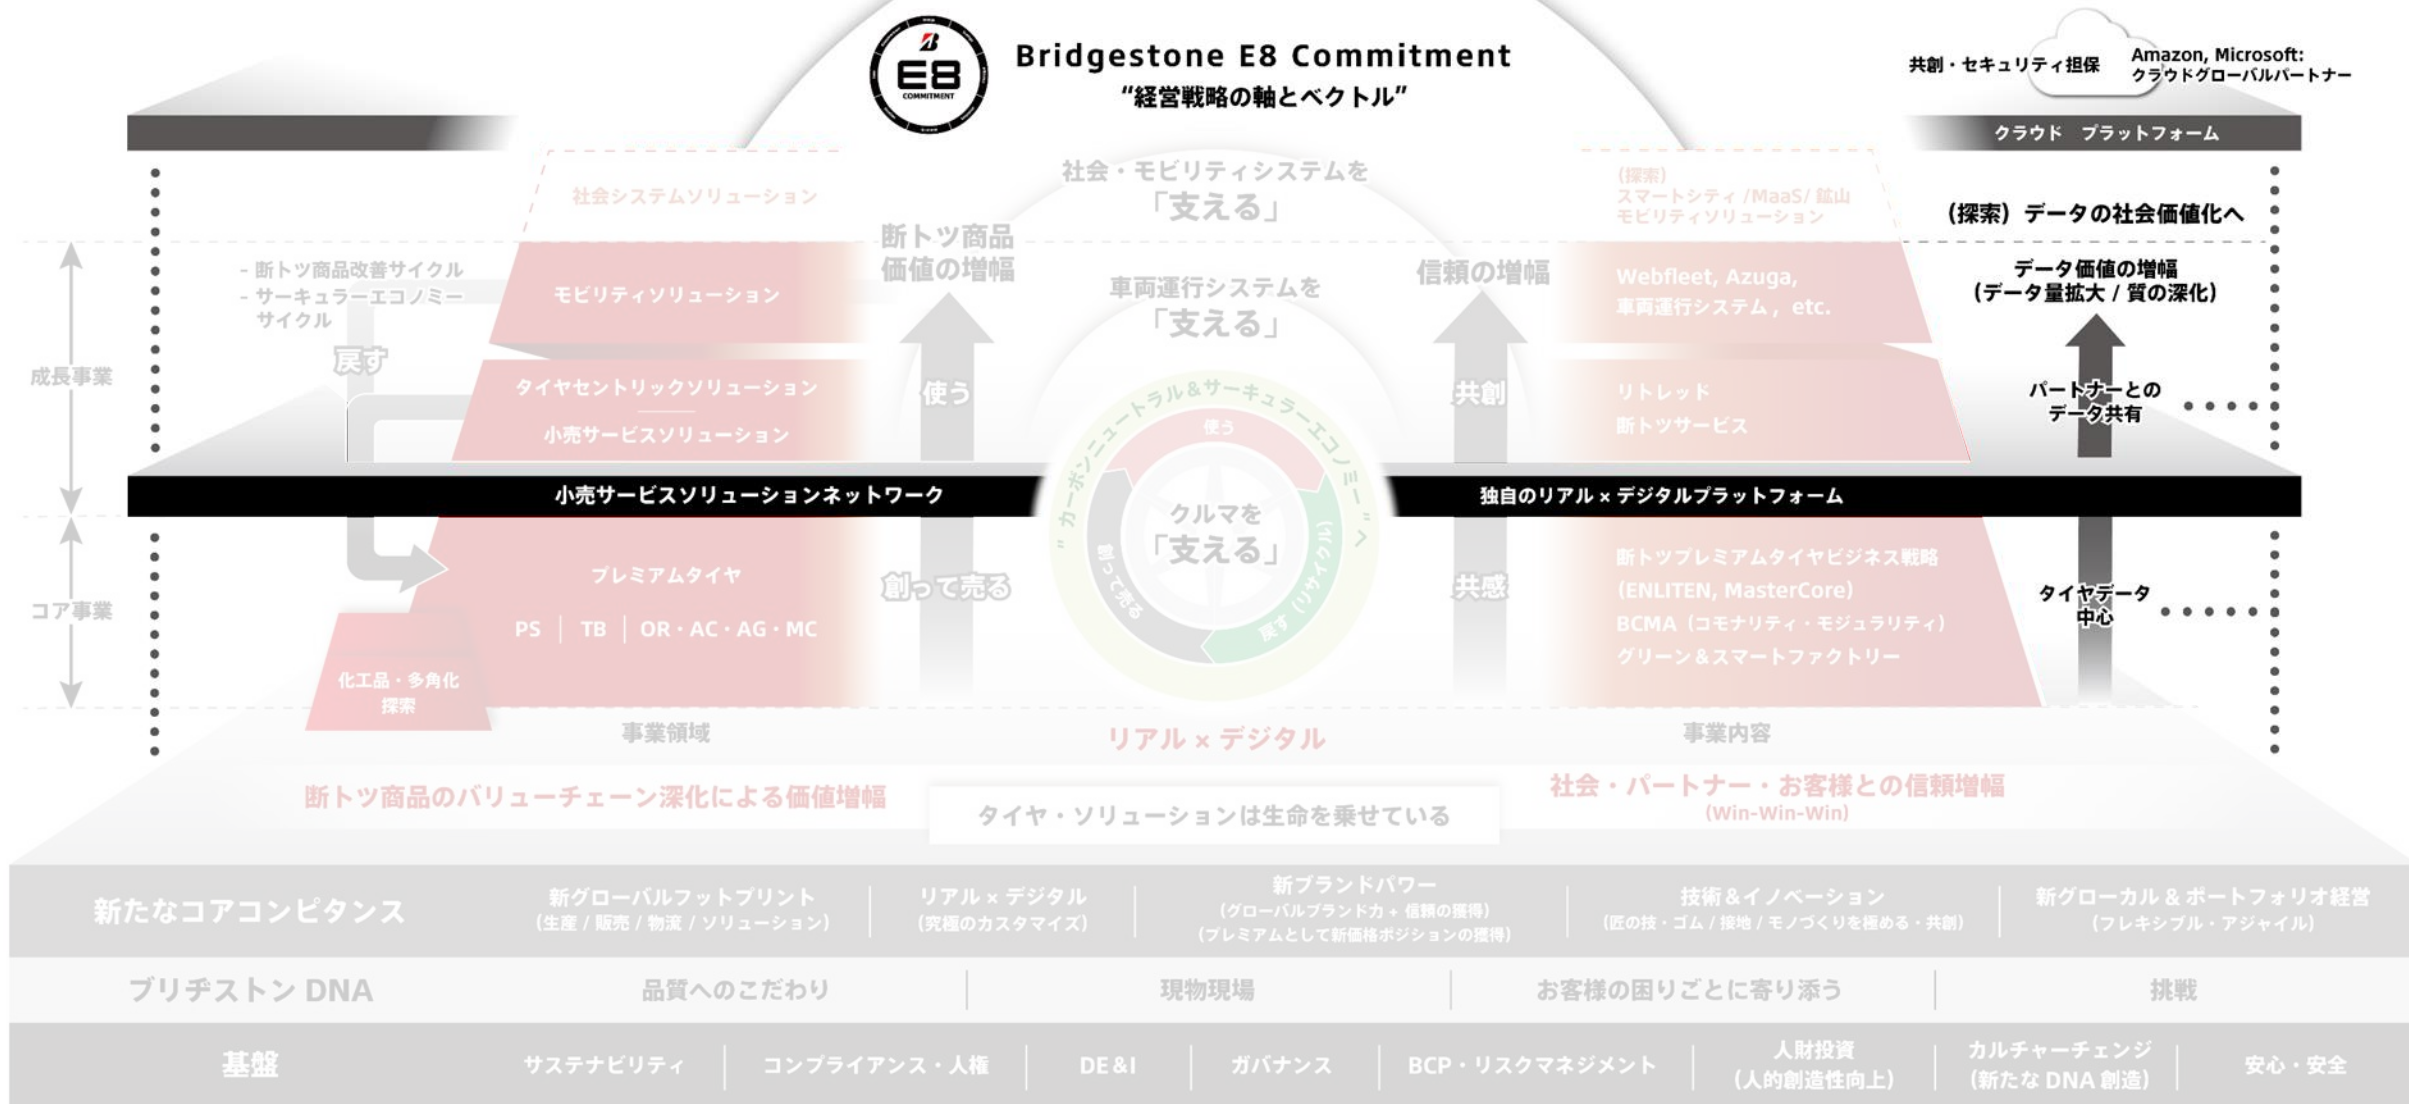 E8
COMMITMENT
Bridgestone E8 Commitment
“経営戦略の軸とベクトル”
共創・セキュリティ担保
Amazon, Microsoft:
クラウドグローバルパートナー
クラウド プラットフォーム
社会システムソリューション
社会・モビリティシステムを
「支える」
(探索)
スマートシティ /MaaS/ 鉱山
モビリティソリューション
(探索) データの社会価値化へ
断トツ商品
価値の増幅
- 断トツ商品改善サイクル
- サーキュラーエコノミー
サイクル
戻す
モビリティソリューション
車両運行システムを
「支える」
信頼の増幅
Webfleet, Azuga,
車両運行システム , etc.
データ価値の増幅
(データ量拡大 / 質の深化)
成長事業
タイヤセントリックソリューション
小売サービスソリューション
使う
共創
リトレッド
断トツサービス
パートナーとの
データ共有
“カーボンニュートラル&サーキュラーエコノミー”へ
使う
小売サービスソリューションネットワーク
独自のリアル × デジタルプラットフォーム
クルマを
「支える」
創って売る
戻す (リサイクル)
コア事業
プレミアムタイヤ
PS | TB | OR・AC・AG・MC
創って売る
共感
断トツプレミアムタイヤビジネス戦略
(ENLITEN, MasterCore)
BCMA (コモナリティ・モジュラリティ)
グリーン&スマートファクトリー
タイヤデータ
中心
化工品・多角化
探索
事業領域
リアル × デジタル
事業内容
断トツ商品のバリューチェーン深化による価値増幅
タイヤ・ソリューションは生命を乗せている
社会・パートナー・お客様との信頼増幅
(Win-Win-Win)
新たなコアコンピタンス
新グローバルフットプリント
(生産 / 販売 / 物流 / ソリューション)
リアル × デジタル
(究極のカスタマイズ)
新ブランドパワー
(グローバルブランド力 + 信頼の獲得)
(プレミアムとして新価格ポジションの獲得)
技術&イノベーション
(匠の技・ゴム / 接地 / モノづくりを極める・共創)
新グローカル & ポートフォリオ経営
(フレキシブル・アジャイル)
ブリヂストン DNA
品質へのこだわり
現物現場
お客様の困りごとに寄り添う
挑戦
基盤
サステナビリティ
コンプライアンス・人権
DE&I
ガバナンス
BCP・リスクマネジメント
人財投資
(人的創造性向上)
カルチャーチェンジ
(新たな DNA 創造)
安心・安全